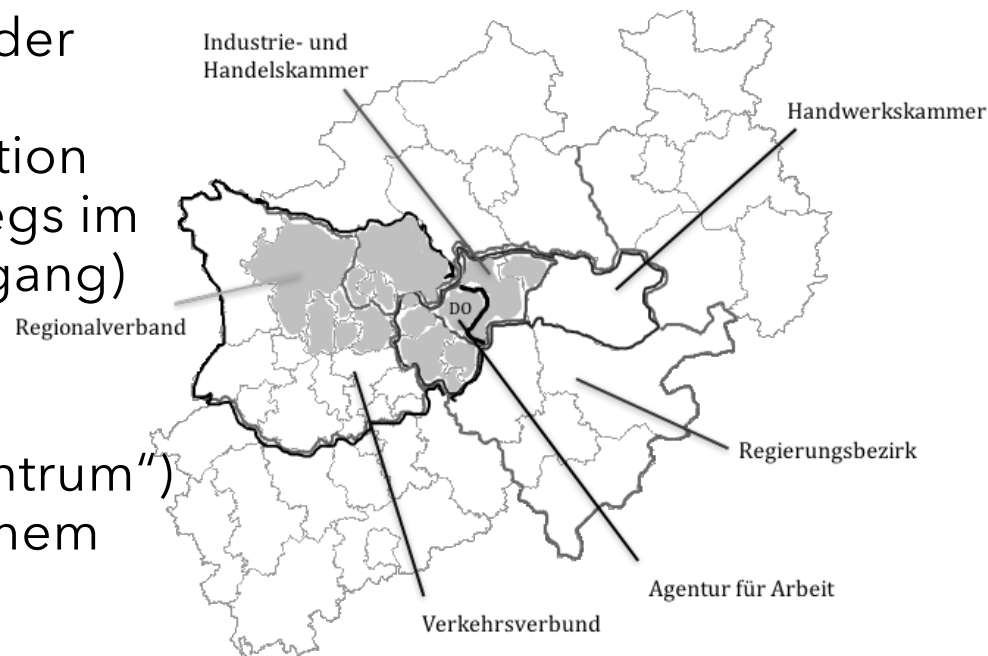 der
tion
egs im
gang)
ntrum“)
nem
Industrie- und
Handelskammer
Handwerkskammer
Regionalverband
DO
Regierungsbezirk
Agentur für Arbeit
Verkehrsverbund